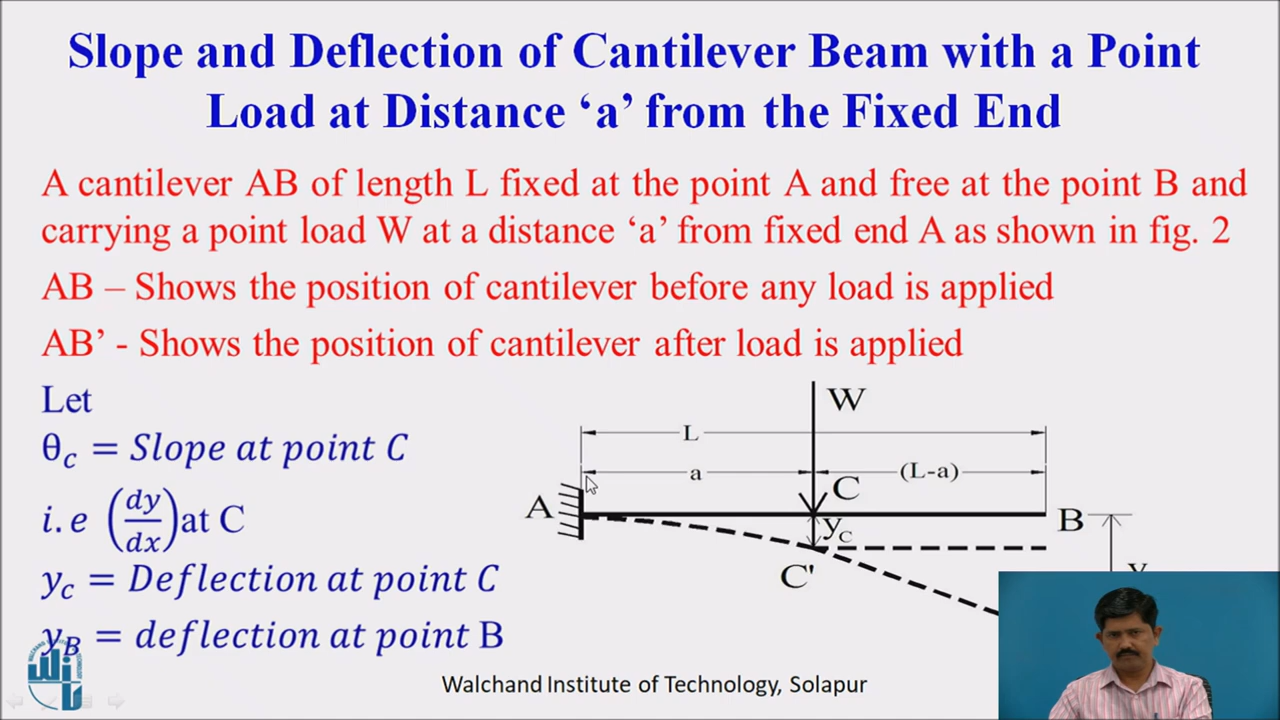 Slope and Deflection of Cantilever Beam with a Point
Load at Distance ‘a’ from the Fixed End
A cantilever AB of length L fixed at the point A and free at the point B and
carrying a point load W at a distance ‘a’ from fixed end A as shown in fig. 2
AB – Shows the position of cantilever before any load is applied
AB’ - Shows the position of cantilever after load is applied
Let
θc = Slope at point C
i.e (dy/dx) at C
yc = Deflection at point C
yB = deflection at point B
W
L
a
(L-a)
A
C
B
yC
C'
Walchand Institute of Technology, Solapur